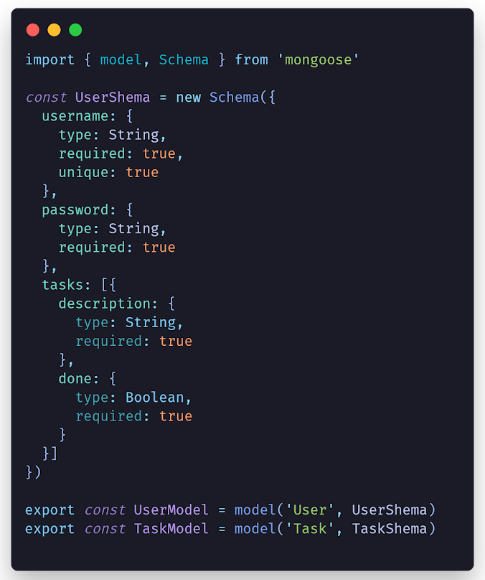 import { model, Schema } from 'mongoose'
const UserShema = new Schema({
username: {
type: String,
required: true,
unique: true
},
password: {
type: String,
required: true
},
tasks: [{
description: {
type: String,
required: true
},
done: {
type: Boolean,
required: true
}
}]
})
export const UserModel = model('User', UserShema)
export const TaskModel = model('Task', TaskShema)